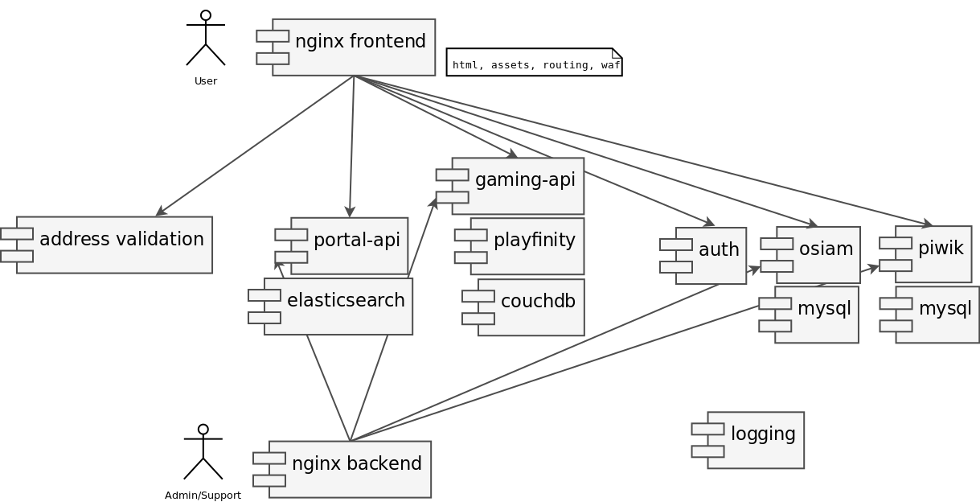 nginx frontend
User
html, assets, routing, waf
gaming-api
address validation
portal-api
playfinity
auth
osiam
piwik
elasticsearch
couchdb
mysql
mysql
logging
nginx backend
Admin/Support